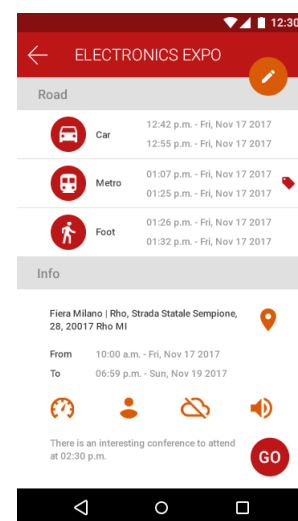 12:30
ELECTRONICS EXPO
Road
Car
12:42 p.m. - Fri, Nov 17 2017
12:55 p.m. - Fri, Nov 17 2017
Metro
01:07 p.m. - Fri, Nov 17 2017
01:25 p.m. - Fri, Nov 17 2017
Foot
01:26 p.m. - Fri, Nov 17 2017
01:32 p.m. - Fri, Nov 17 2017
Info
Fiera Milano | Rho, Strada Statale Sempione,
28, 20017 Rho MI
From 10:00 a.m. - Fri, Nov 17 2017
To 06:59 p.m. - Sun, Nov 19 2017
There is an interesting conference to attend
at 02:30 p.m.
GO